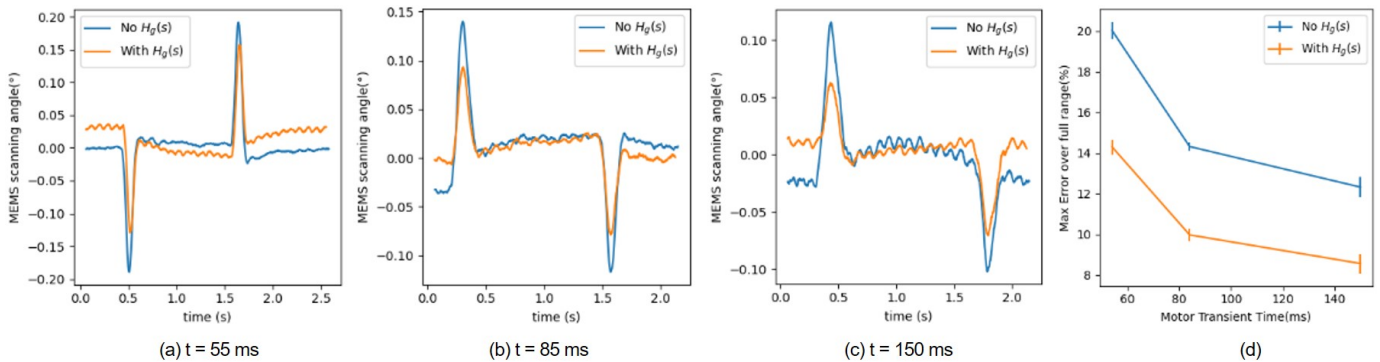 0.20
0.15
0.10
0.05
0.00
−0.05
−0.10
−0.15
−0.20
MEMS scanning angle(°)
No Hg(s)
With Hg(s)
0.0 0.5 1.0 1.5 2.0 2.5
time (s)
(a) t = 55 ms
0.15
0.10
0.05
0.00
−0.05
−0.10
MEMS scanning angle(°)
No Hg(s)
With Hg(s)
0.0 0.5 1.0 1.5 2.0
time (s)
(b) t = 85 ms
0.10
0.05
0.00
−0.05
−0.10
MEMS scanning angle(°)
No Hg(s)
With Hg(s)
0.0 0.5 1.0 1.5 2.0
time (s)
(c) t = 150 ms
20
18
16
14
12
10
8
Max Error over full range(%)
No Hg(s)
With Hg(s)
60 80 100 120 140
Motor Transient Time(ms)
(d)